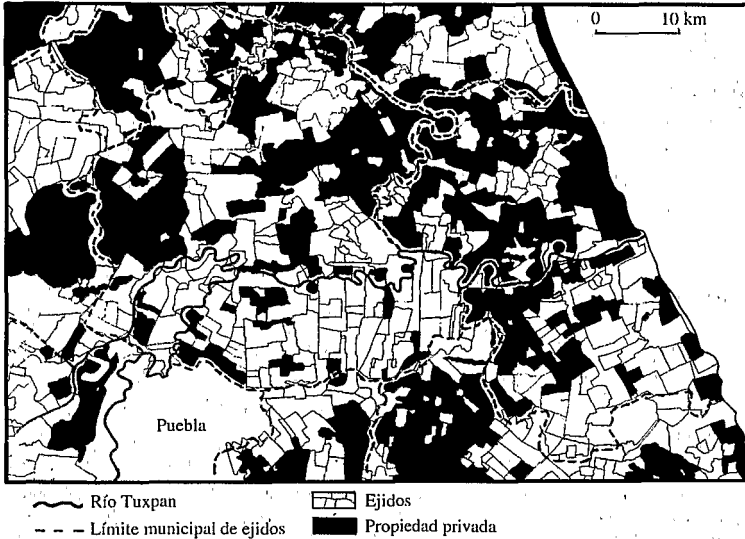 0 10 km
Puebla
Río Tuxpan
Ejidos
Límite municipal de ejidos
Propiedad privada